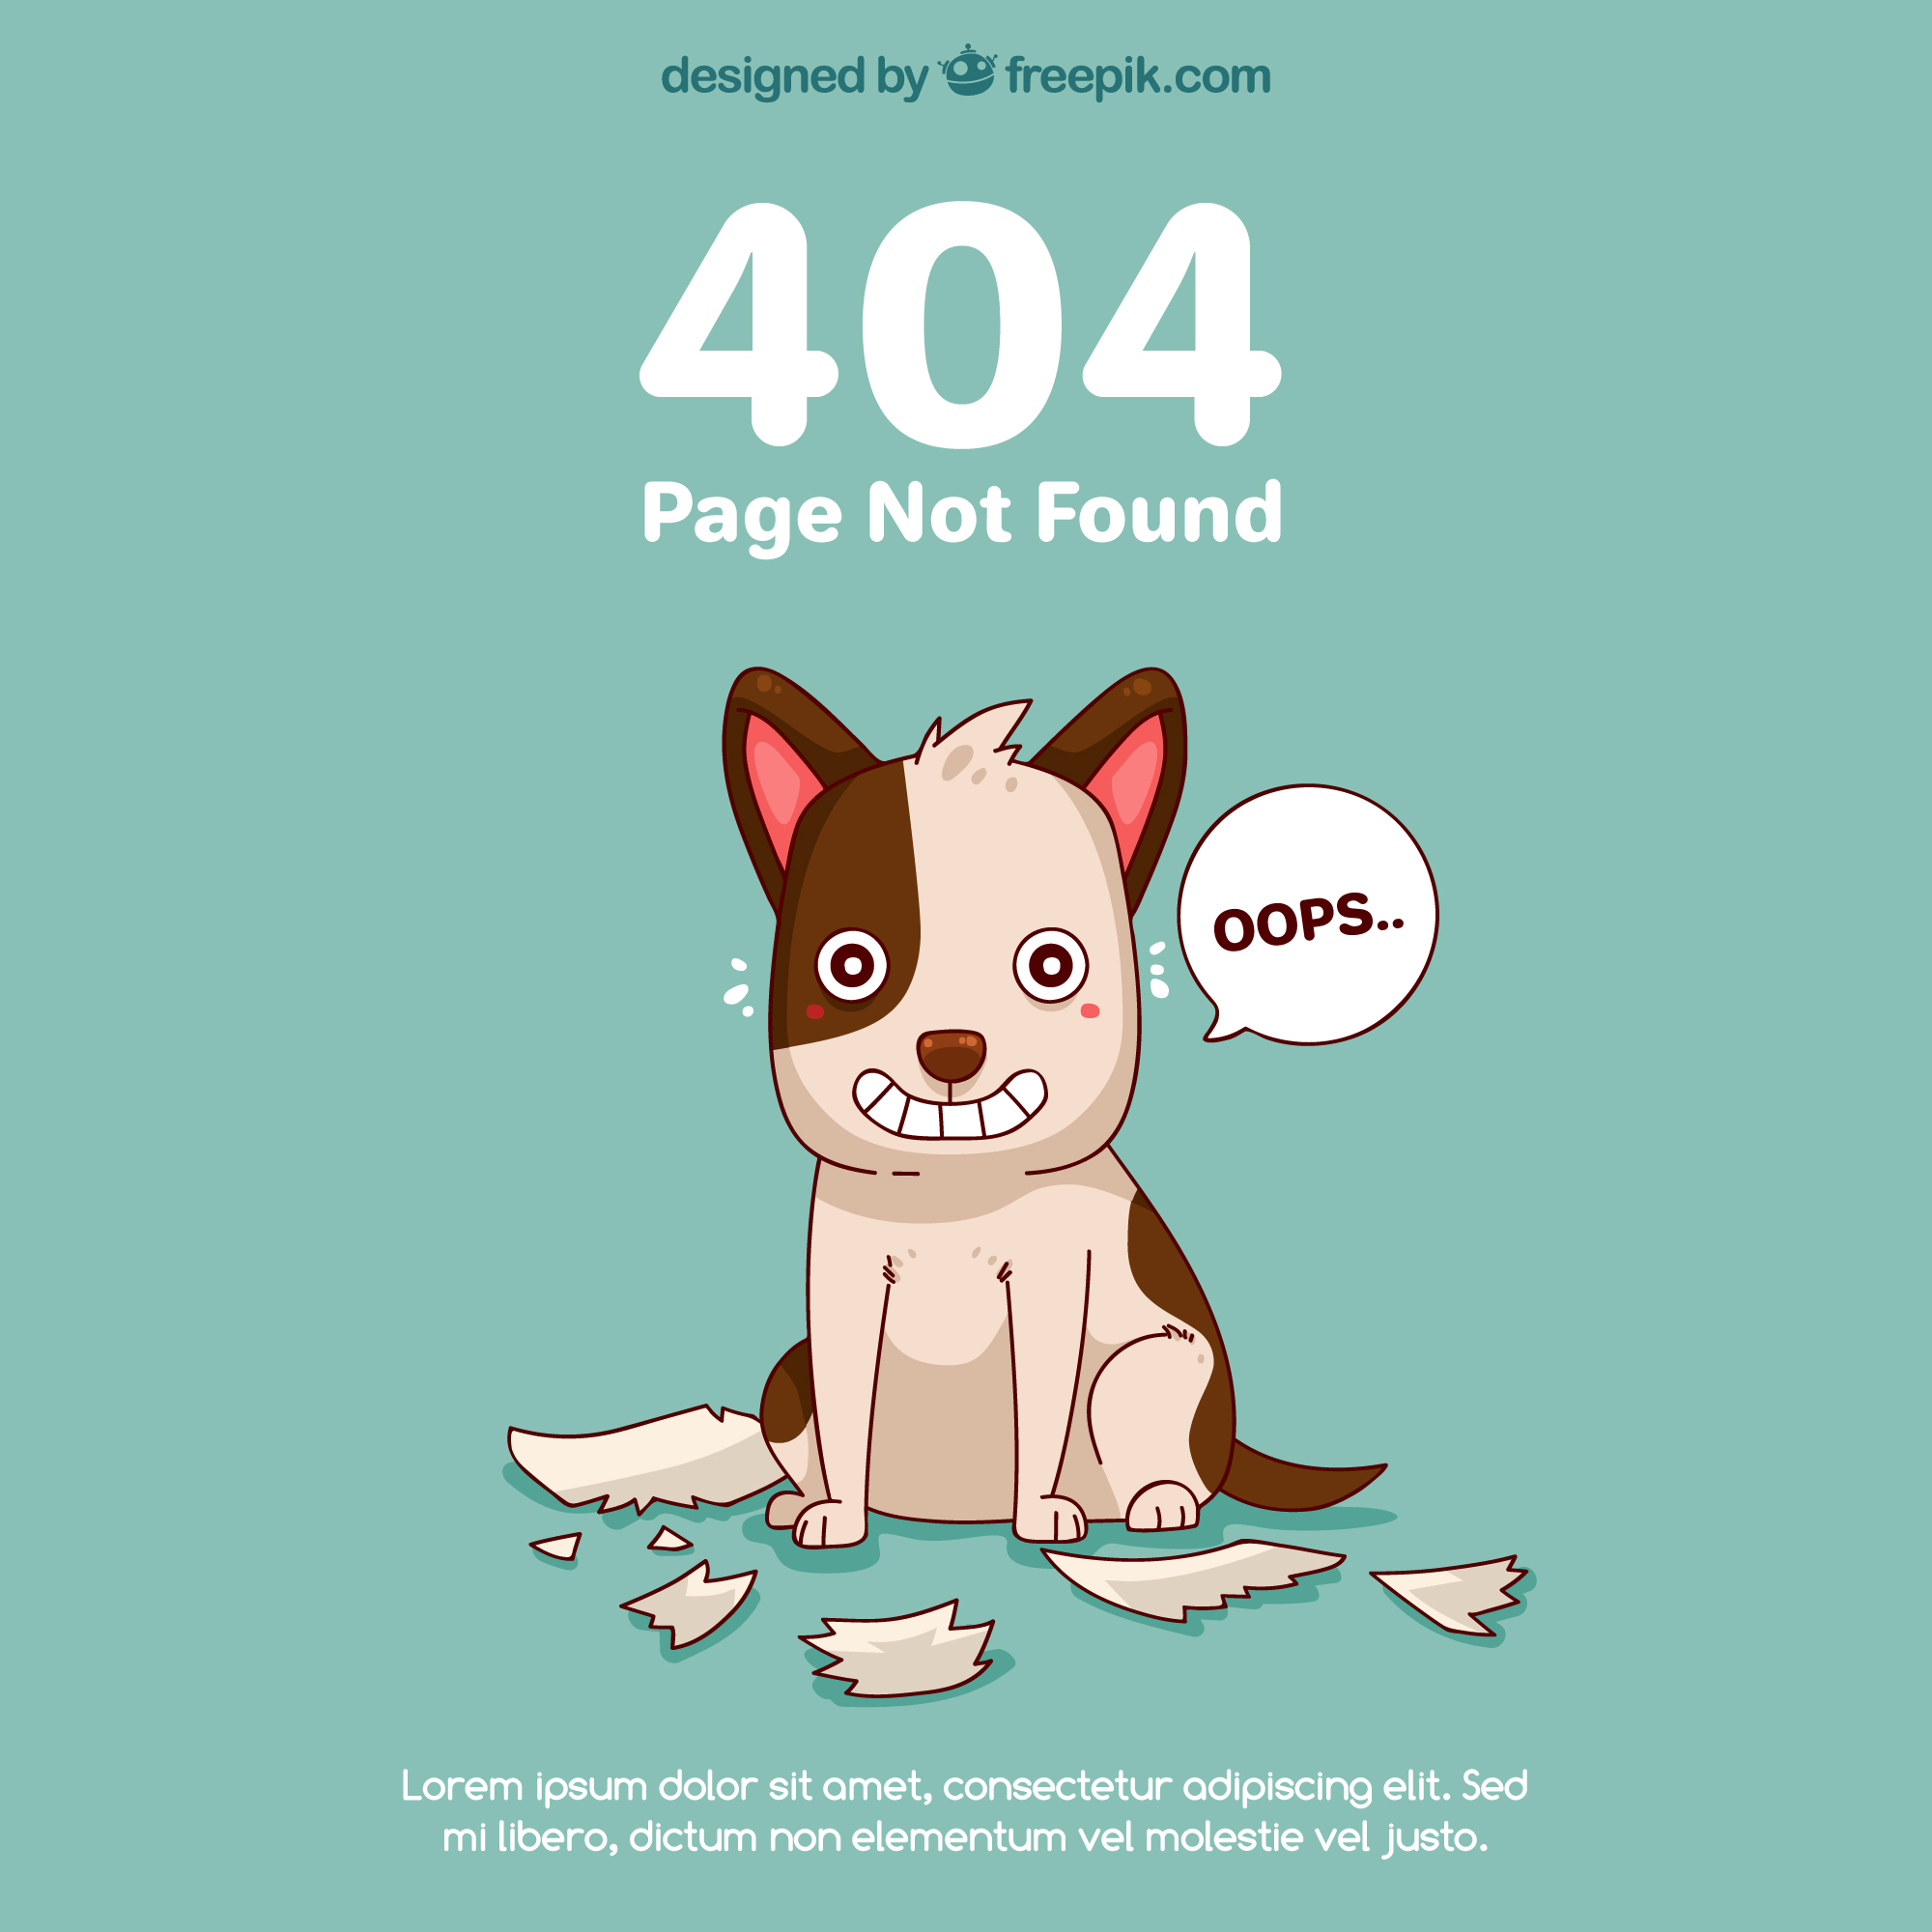 designed by freepik.com
404
Page Not Found
OOPS..
Lorem ipsum dolor sit amet, consectetur adipiscing elit. Sed
mi libero, dictum non elementum vel molestie vel justo.